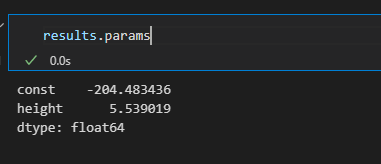 results.params
0.0s
const -204.483436
height 5.539019
dtype: float64